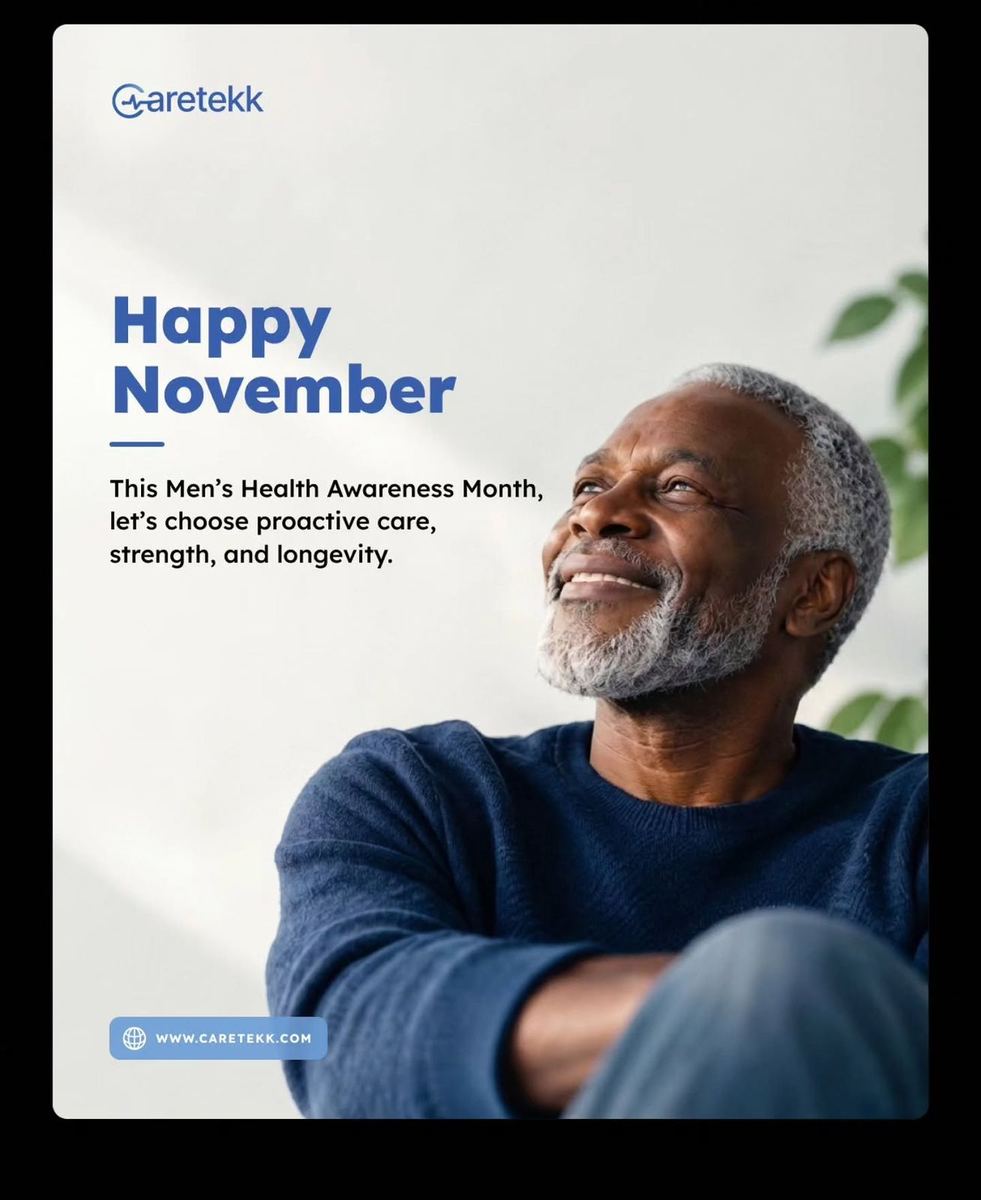 Caretekk
Happy
November
This Men’s Health Awareness Month,
let’s choose proactive care,
strength, and longevity.
WWW.CARETEKK.COM